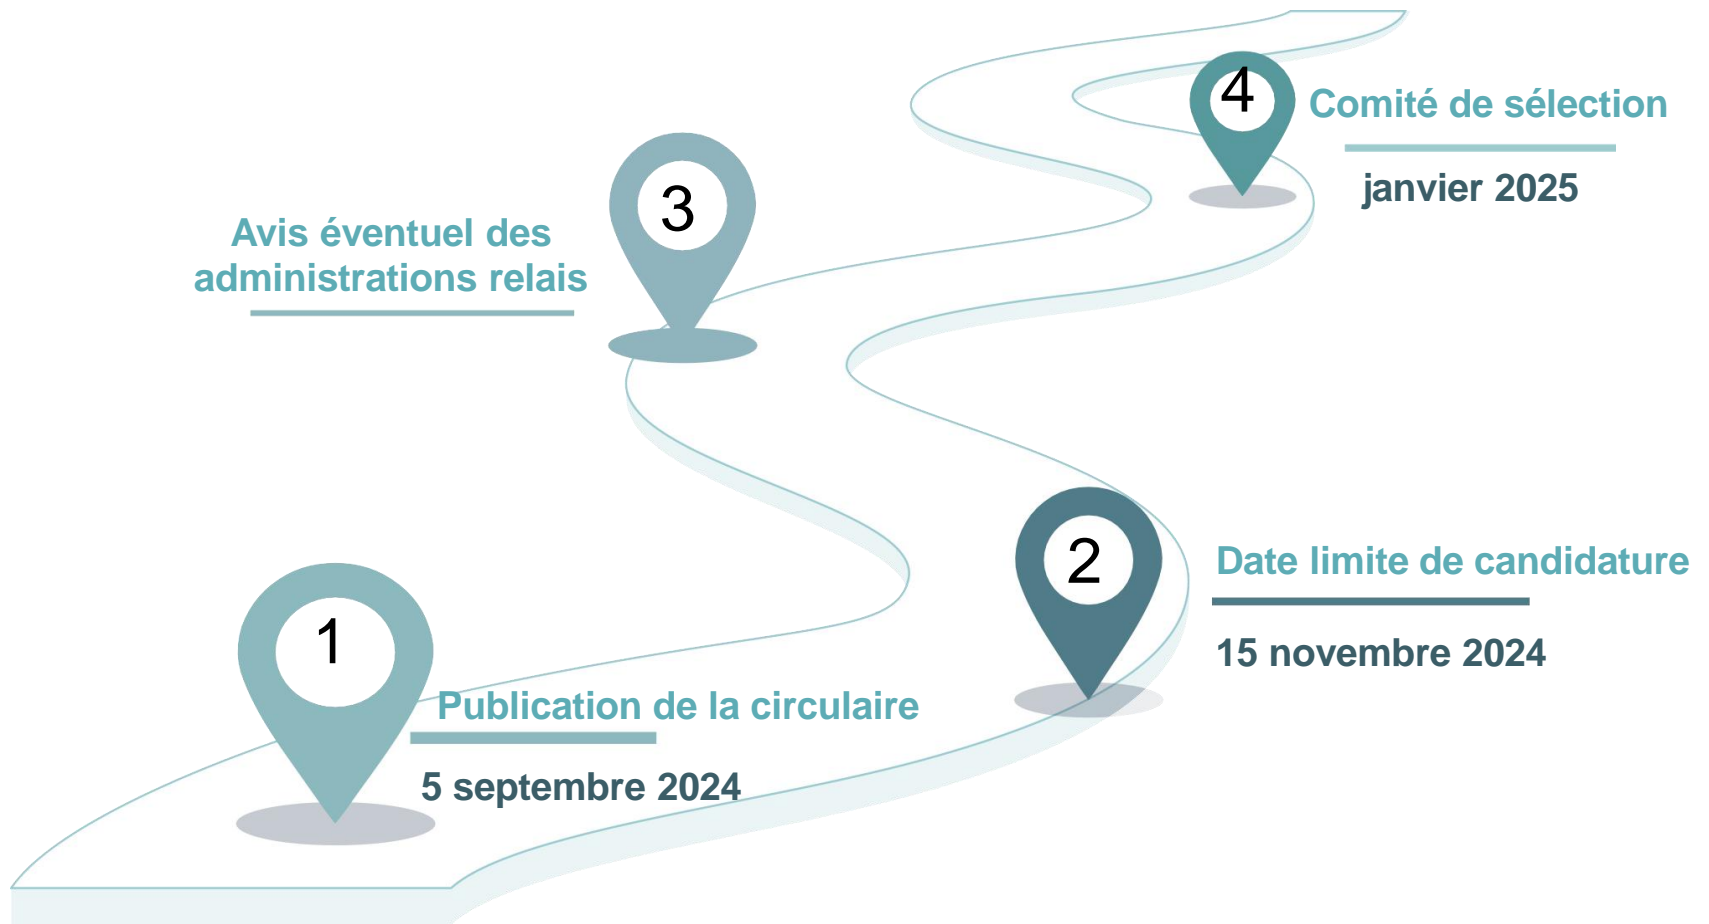 1
Publication de la circulaire
5 septembre 2024
2
Date limite de candidature
15 novembre 2024
3
Avis éventuel des
administrations relais
4
Comité de sélection
janvier 2025